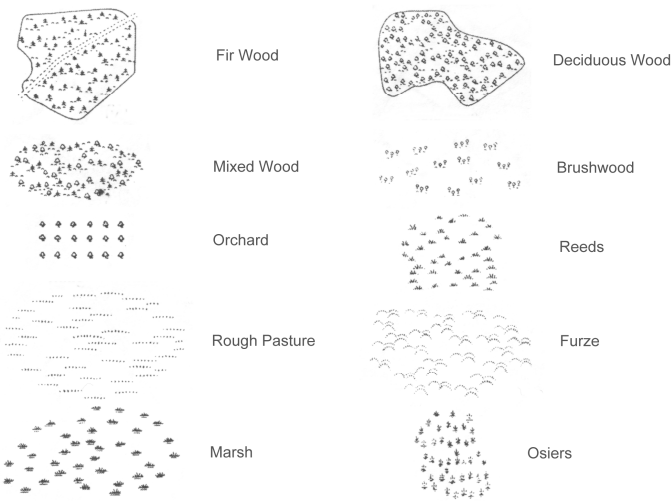 Fir Wood
Deciduous Wood
Mixed Wood
Brushwood
Orchard
Reeds
Rough Pasture
Furze
Marsh
Osiers